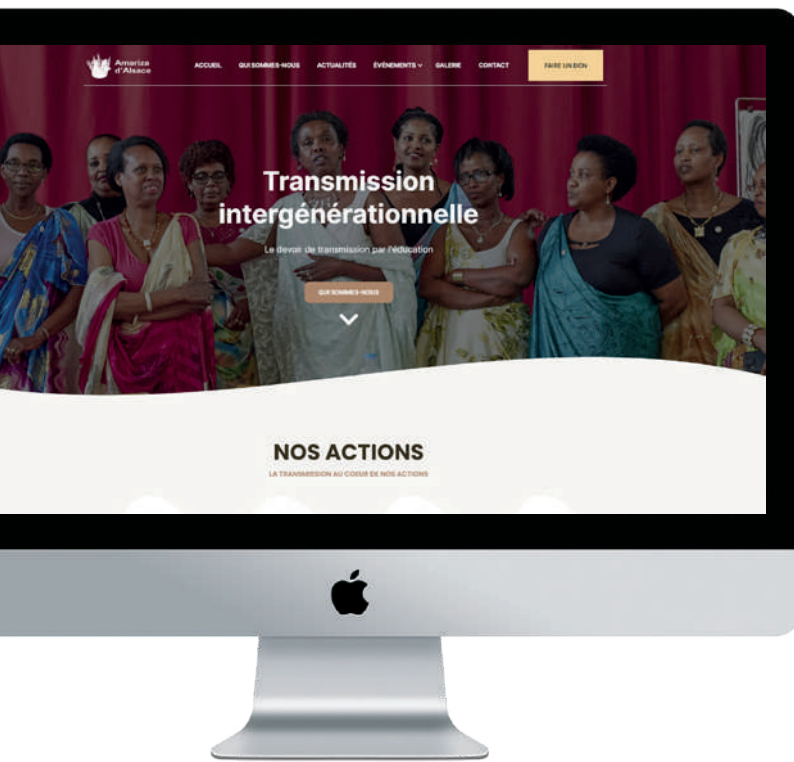 Amariza
d'Alsace
ACCUEIL QUI SOMMES-NOUS ACTUALITÉS ÉVÉNEMENTS GALERIE CONTACT FAIRE UN DON
Transmission
intergénérationnelle
Le devoir de transmission par l'éducation
QUI SOMMES-NOUS
NOS ACTIONS
LA TRANSMISSION AU COEUR DE NOS ACTIONS